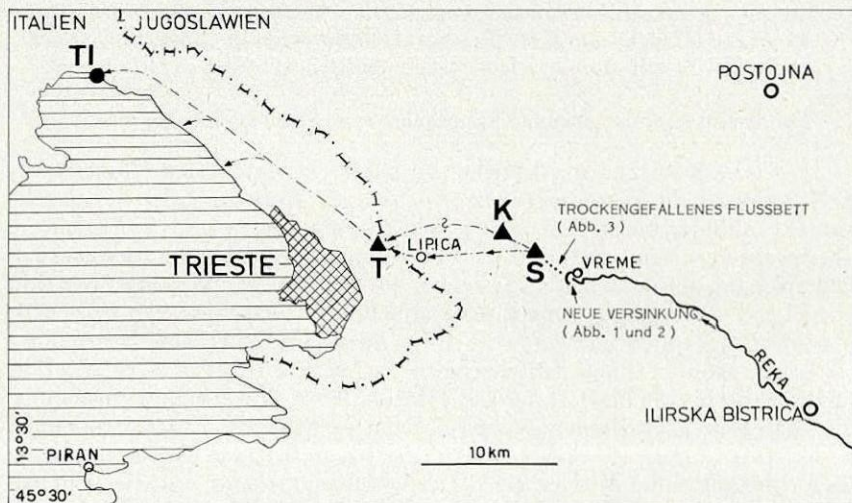 ITALIEN JUGOSLAWIEN
TI
POSTOJNA
K
?
LIPICA
TROCKENGEFALLENES FLUSSBETT
(Abb. 3)
TRIESTE
T
S
VREME
NEUE VERSINKUNG
(Abb. 1 und 2)
REKA
ILIRSKA BISTRICA
13°30'
PIRAN
10 km
45°30'